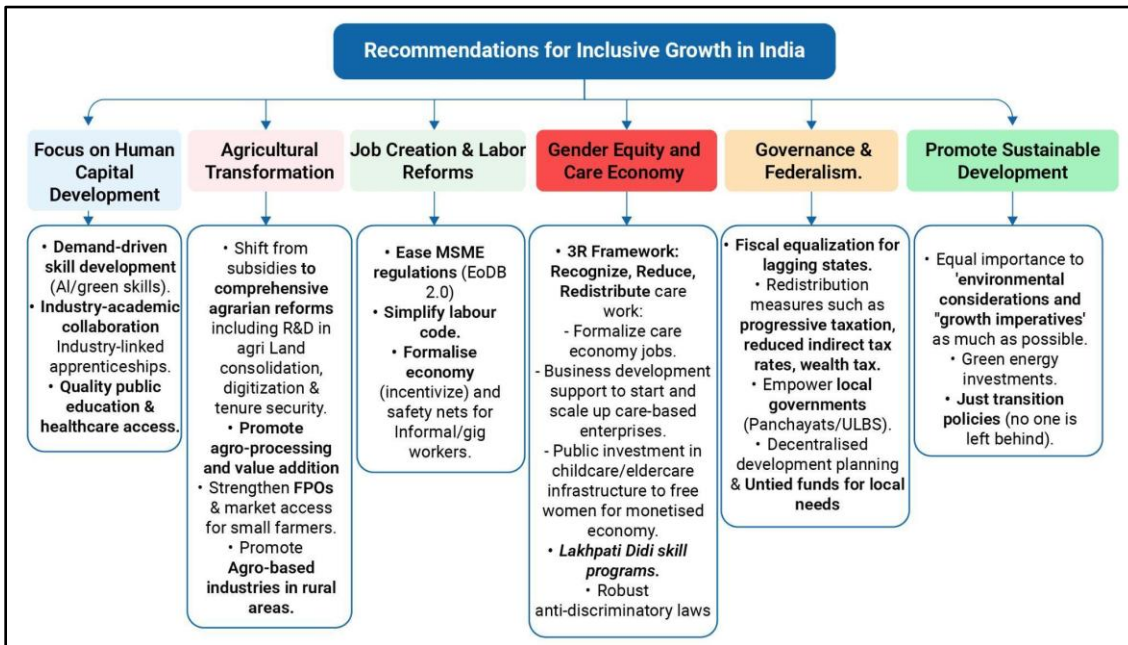 Recommendations for Inclusive Growth in India
Focus on Human
Capital
Development
• Demand-driven
skill development
(AI/green skills).
• Industry-academic
collaboration
Industry-linked
apprenticeships.
• Quality public
education &
healthcare access.
Agricultural
Transformation
• Shift from
subsidies to
comprehensive
agrarian reforms
including R&D in
agri Land
consolidation,
digitization &
tenure security.
• Promote
agro-processing
and value addition
• Strengthen FPOs
& market access
for small farmers.
• Promote
Agro-based
industries in rural
areas.
Job Creation & Labor
Reforms
• Ease MSME
regulations (EoDB
2.0)
• Simplify labour
code.
• Formalise
economy
(incentivize) and
safety nets for
Informal/gig
workers.
Gender Equity and
Care Economy
• 3R Framework:
Recognize, Reduce,
Redistribute care
work:
- Formalize care
economy jobs.
- Business development
support to start and
scale up care-based
enterprises.
- Public investment in
childcare/eldercare
infrastructure to free
women for monetised
economy.
• Lakhpati Didi skill
programs.
• Robust
anti-discriminatory laws
Governance &
Federalism.
• Fiscal equalization for
lagging states.
• Redistribution
measures such as
progressive taxation,
reduced indirect tax
rates, wealth tax.
• Empower local
governments
(Panchayats/ULBS).
• Decentralised
development planning
& Untied funds for local
needs
Promote Sustainable
Development
• Equal importance to
'environmental
considerations and
"growth imperatives'
as much as possible.
• Green energy
investments.
• Just transition
policies (no one is
left behind).